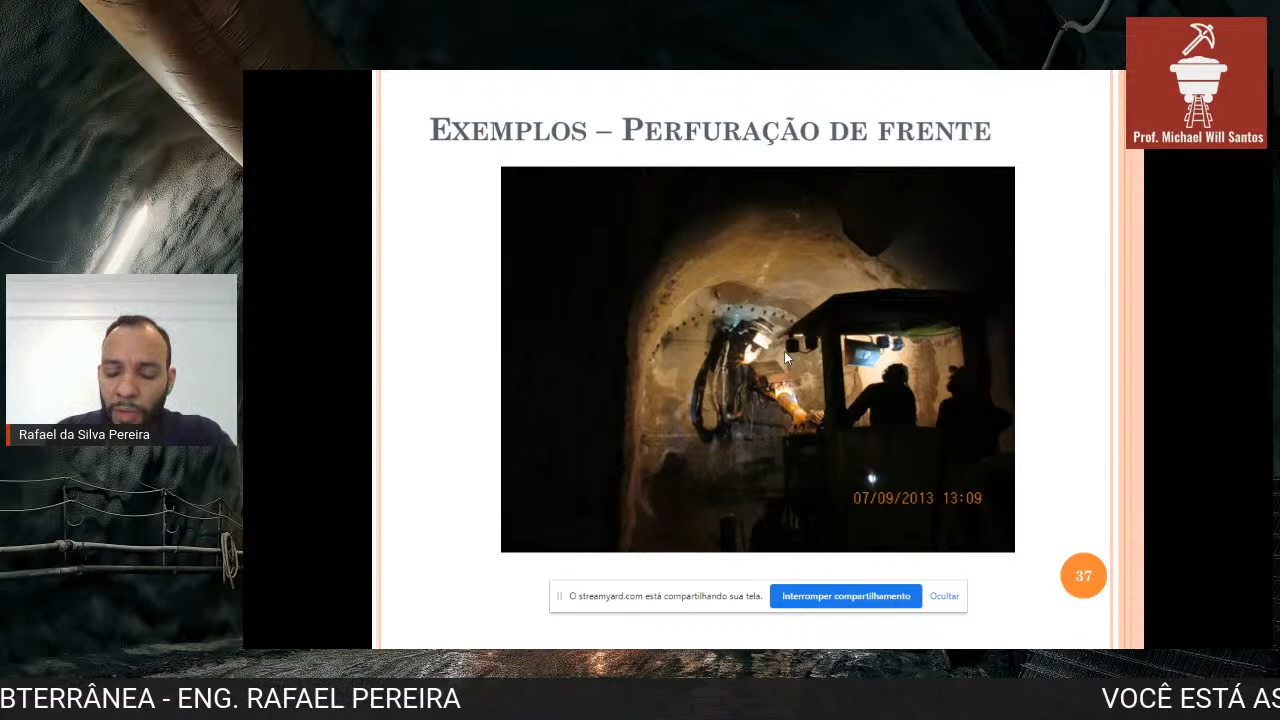 Prof. Michael Will Santos
EXEMPLOS – PERFURAÇÃO DE FRENTE
Rafael da Silva Pereira
07/09/2013 13:09
37
O streamyard.com está compartilhando sua tela.
Interromper compartilhamento
Ocultar
BTERRÂNEA - ENG. RAFAEL PEREIRA
VOCÊ ESTÁ AS